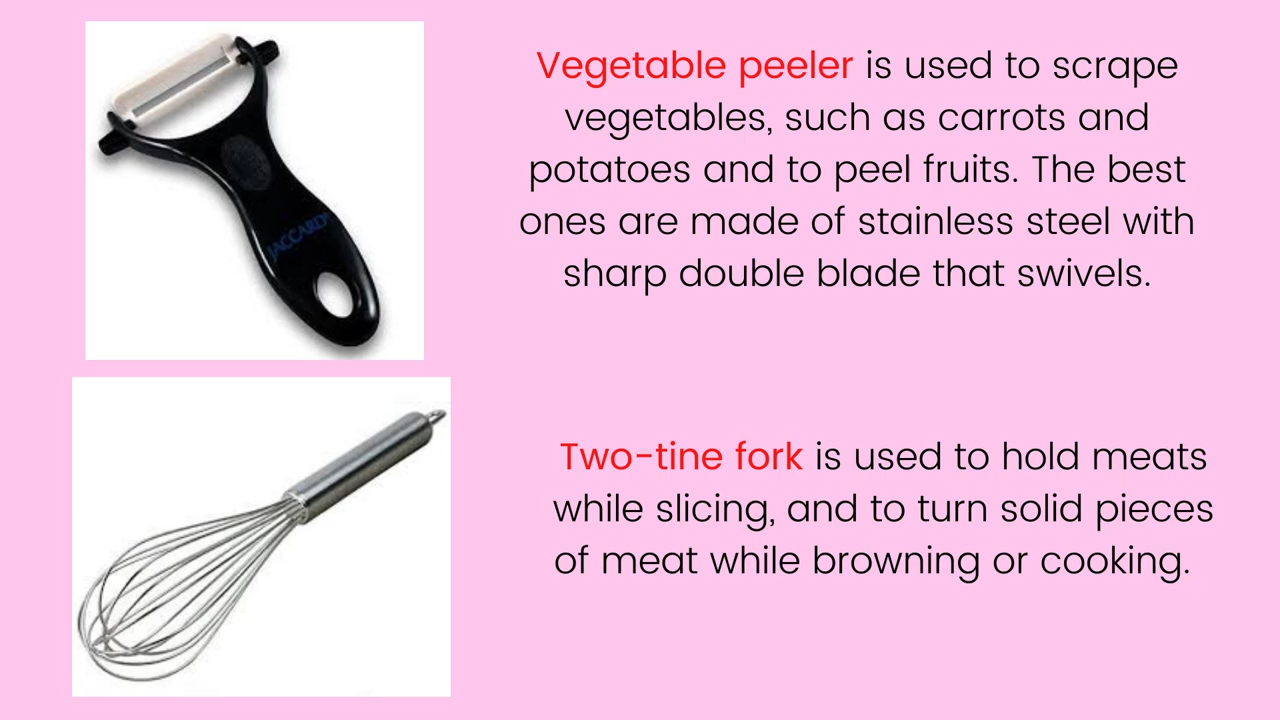 JACCARD®
Vegetable peeler is used to scrape
vegetables, such as carrots and
potatoes and to peel fruits. The best
ones are made of stainless steel with
sharp double blade that swivels.
Two-tine fork is used to hold meats
while slicing, and to turn solid pieces
of meat while browning or cooking.